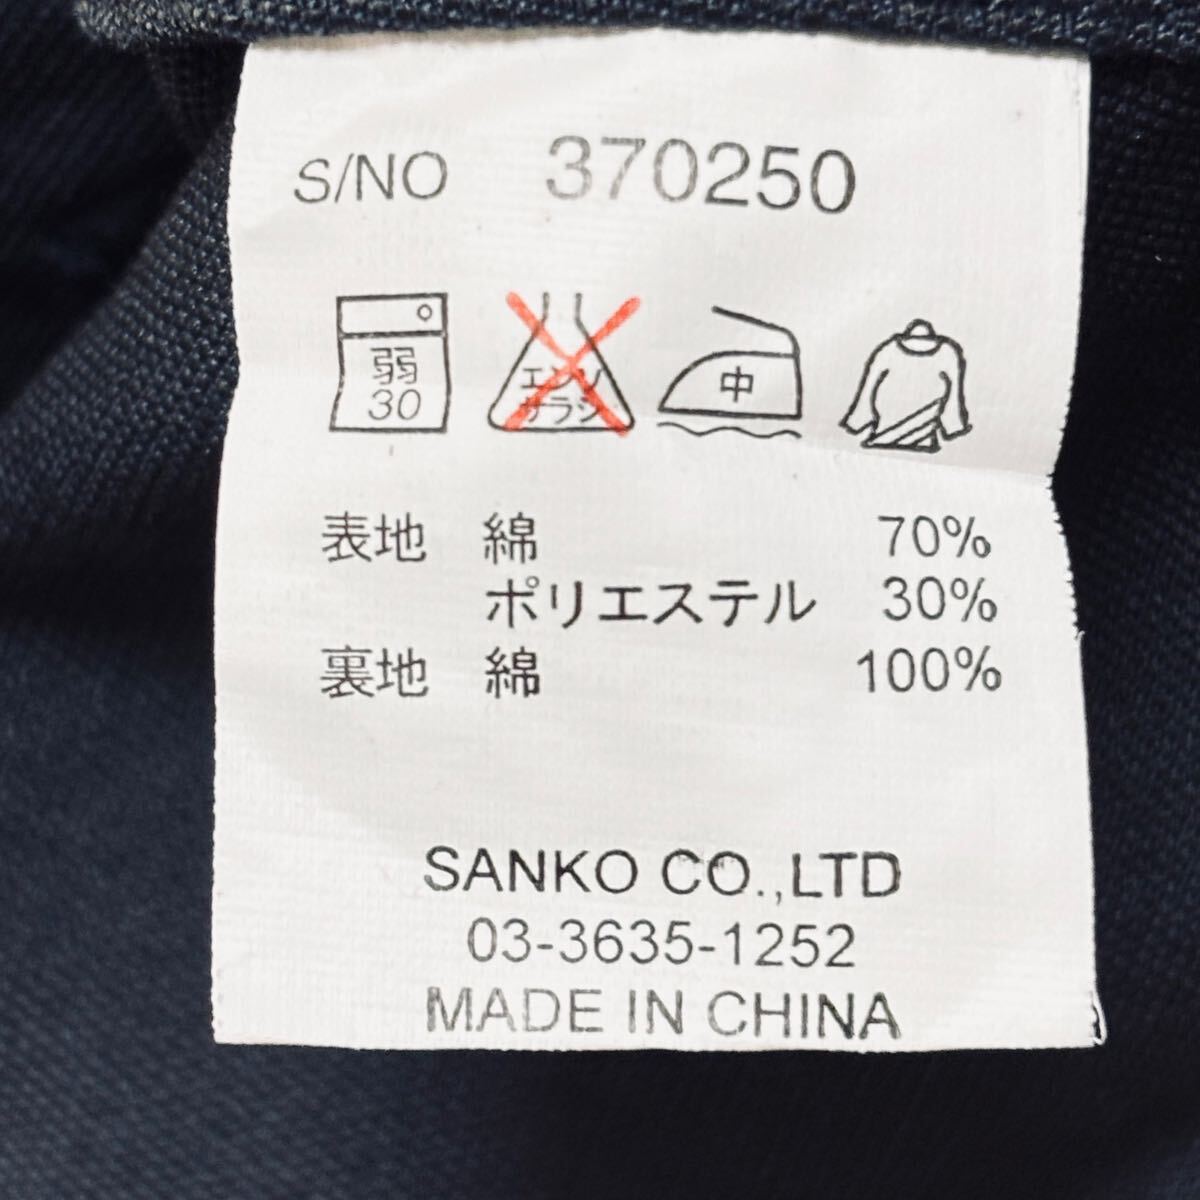 S/NO 370250
弱 エンソ 中
30 サラシ
表地 綿 70%
ポリエステル 30%
裏地 綿 100%
SANKO CO.,LTD
03-3635-1252
MADE IN CHINA